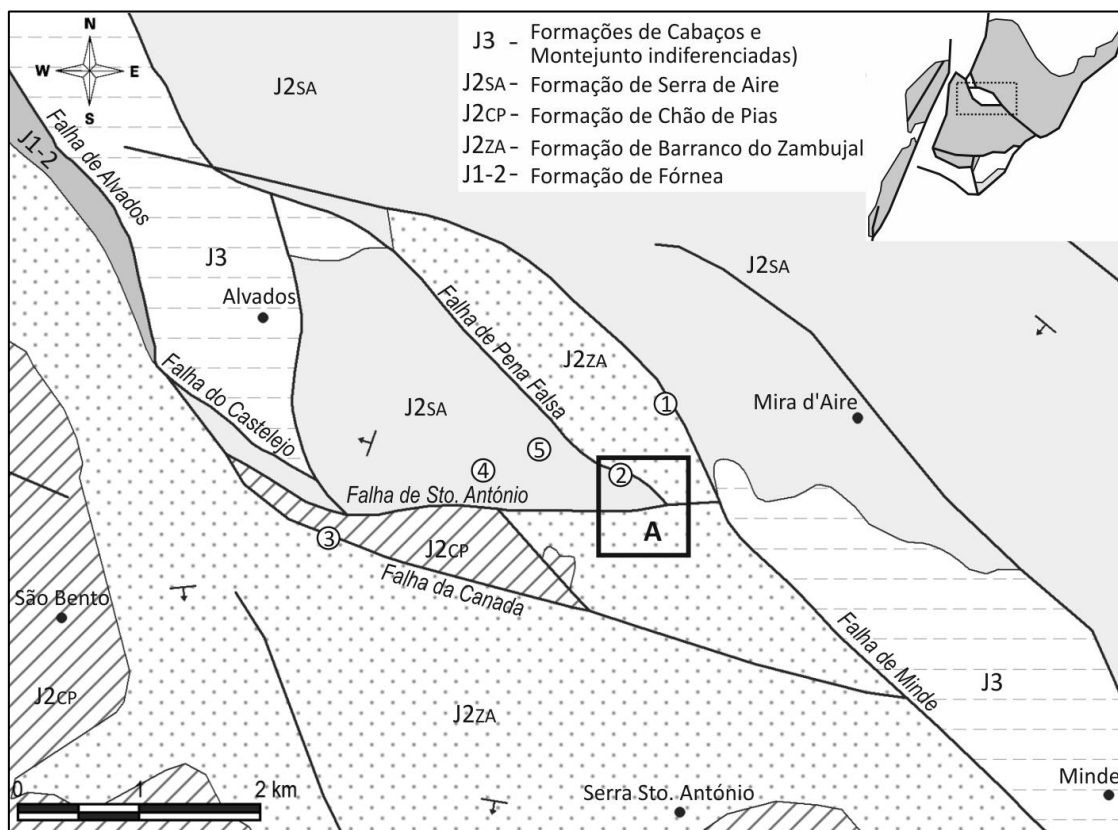 N
W E
S
J3 - Formações de Cabaços e
Montejunto indiferenciadas)
J2SA - Formação de Serra de Aire
J2CP - Formação de Chão de Pias
J2ZA - Formação de Barranco do Zambujal
J1-2 - Formação de Fórnea
J2SA
J1-2
Falha de Alvados
J3
J2SA
Alvados
Falha de Pena Falsa
J2ZA
Falha do Castelejo
1
Mira d'Aire
J2SA
5
4
2
Falha de Sto. António
A
3
J2CP
Falha da Canada
São Bento
Falha de Minde
J3
J2CP
J2ZA
0 1 2 km
Serra Sto. António
Minde